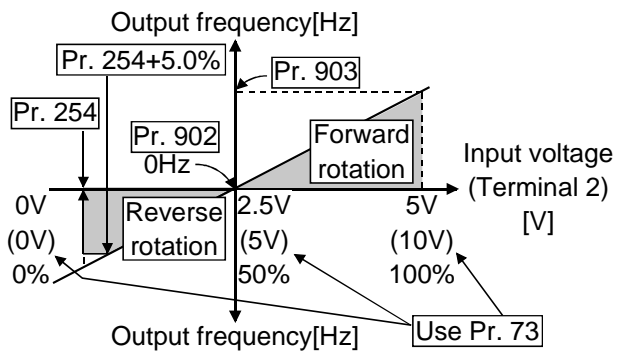 Output frequency[Hz]
Pr. 254+5.0%
Pr. 903
Pr. 254
Pr. 902
0Hz
Forward
rotation
Input voltage
(Terminal 2)
[V]
0V
(0V)
0%
Reverse
rotation
2.5V
(5V)
50%
5V
(10V)
100%
Use Pr. 73
Output frequency[Hz]